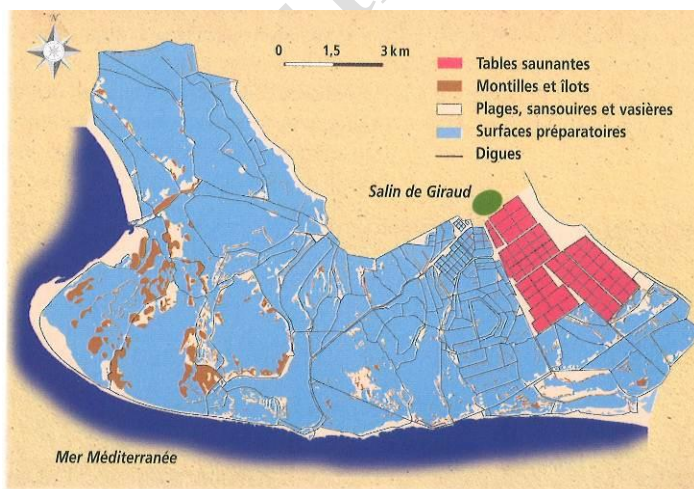 N
0 1,5 3 km
Tables saunantes
Montilles et îlots
Plages, sansouires et vasières
Surfaces préparatoires
Digues
Salin de Giraud
Mer Méditerranée